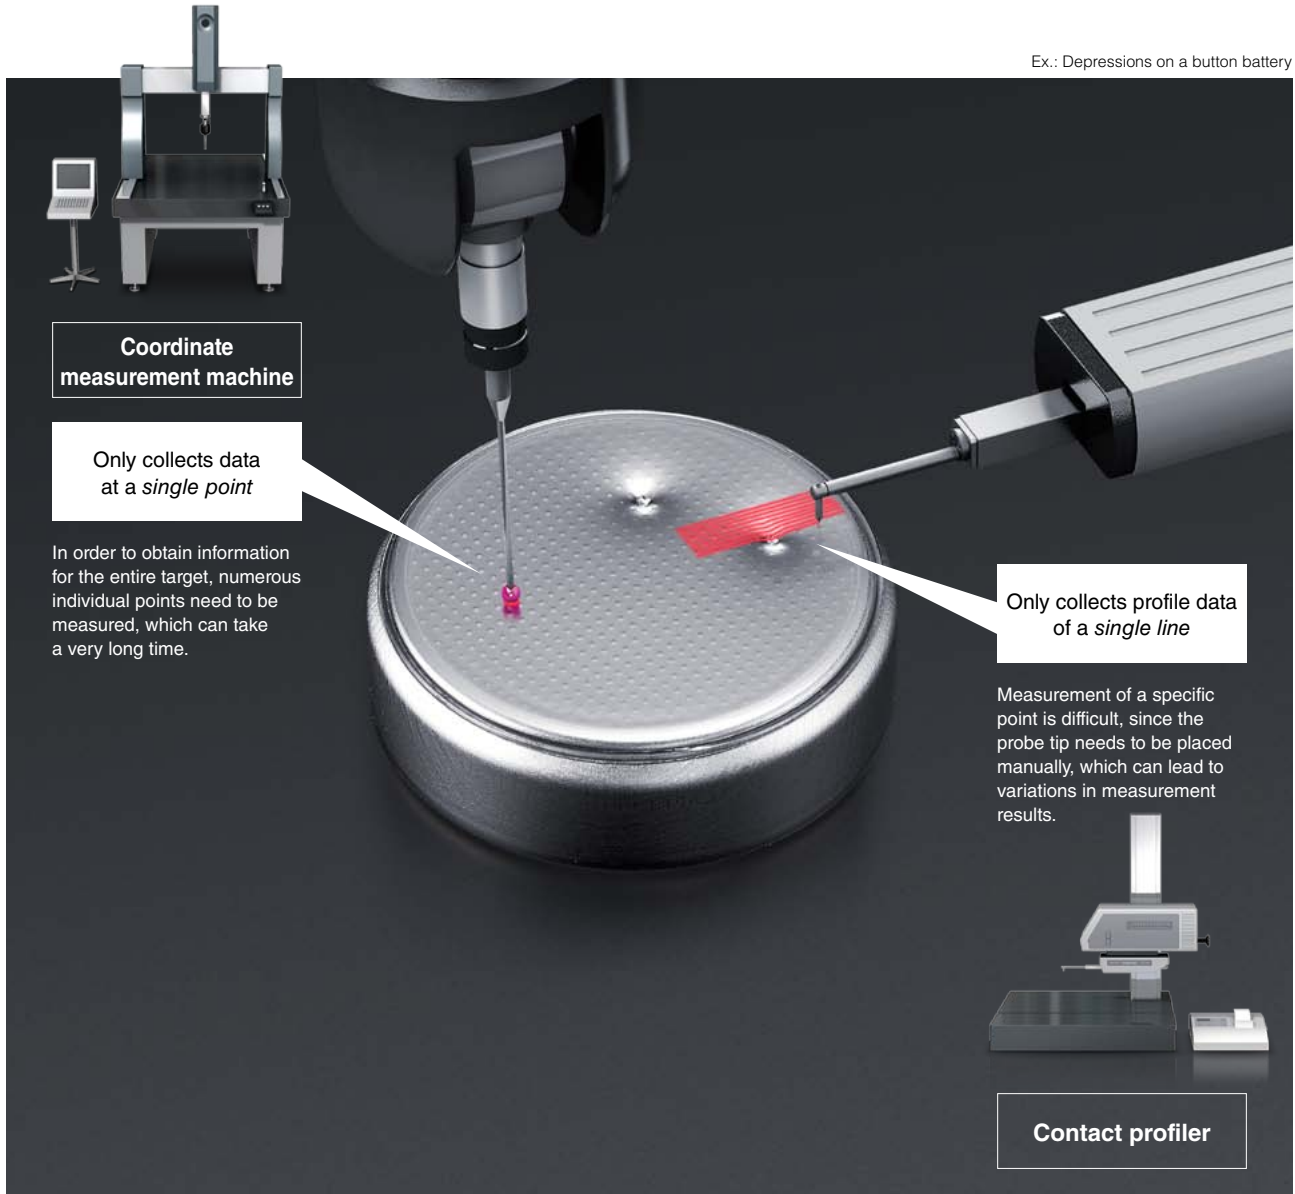 Ex.: Depressions on a button battery
Coordinate
measurement machine
Only collects data
at a single point
In order to obtain information
for the entire target, numerous
individual points need to be
measured, which can take
a very long time.
Only collects profile data
of a single line
Measurement of a specific
point is difficult, since the
probe tip needs to be placed
manually, which can lead to
variations in measurement
results.
Contact profiler